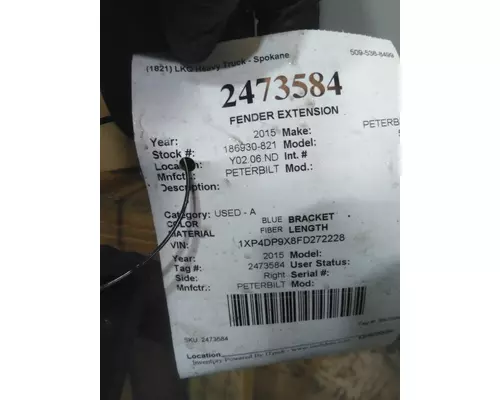 (1821) LKQ Heavy Truck - Spokane 509-536-8499
2473584
FENDER EXTENSION
Year: 2015 Make: PETERB
Stock #: 186930-821 Model:
Location: Y02.06 ND Int. #
Mnfctr.: PETERBILT Mod.:
Description:
Category: USED - A
COLOR BLUE BRACKET
MATERIAL FIBER LENGTH
VIN: 1XP4DP9X8FD272228
Year: 2015 Model:
Tag #: 2473584 User Status:
Side: Right Serial #:
Mnfctr.: PETERBILT Mod:
SKU: 2473584
Location: